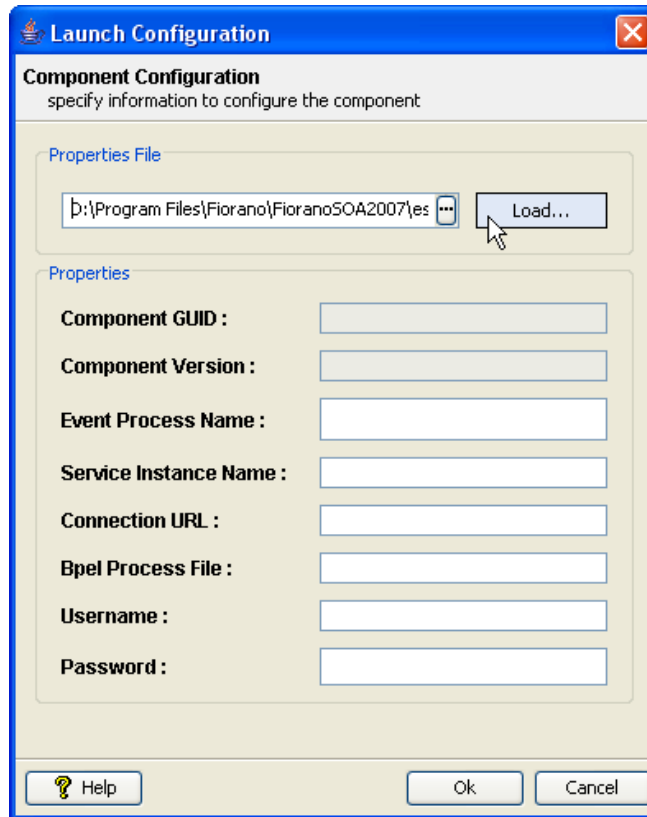 Launch Configuration
Component Configuration
specify information to configure the component
Properties File
D:\Program Files\Fiorano\FioranoSOA2007\es ... Load...
Properties
Component GUID :
Component Version :
Event Process Name :
Service Instance Name :
Connection URL :
Bpel Process File :
Username :
Password :
? Help Ok Cancel